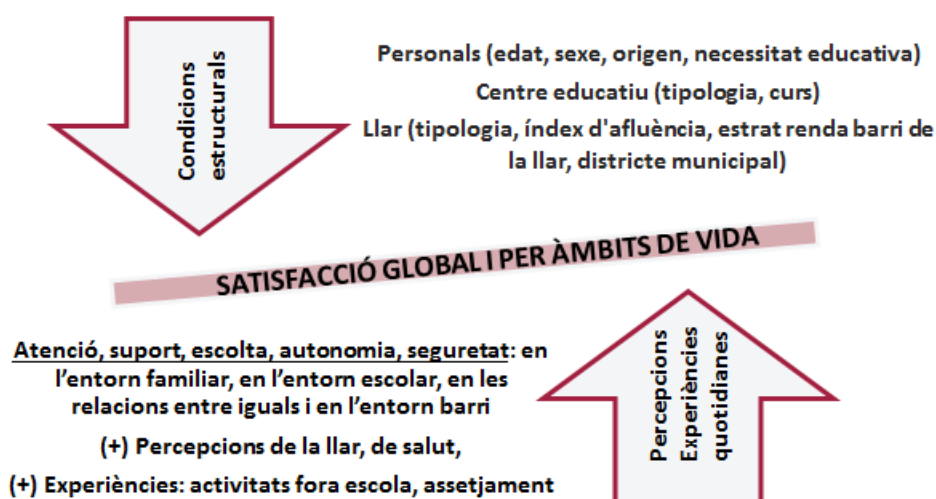 Condicions
estructurals
Personals (edat, sexe, origen, necessitat educativa)
Centre educatiu (tipologia, curs)
Llar (tipologia, índex d'afluència, estrat renda barri de
la llar, districte municipal)
SATISFACCIÓ GLOBAL I PER ÀMBITS DE VIDA
Atenció, suport, escolta, autonomia, seguretat: en
l'entorn familiar, en l'entorn escolar, en les
relacions entre iguals i en l'entorn barri
(+) Percepcions de la llar, de salut,
(+) Experiències: activitats fora escola, assetjament
Percepcions
Experiències
quotidianes